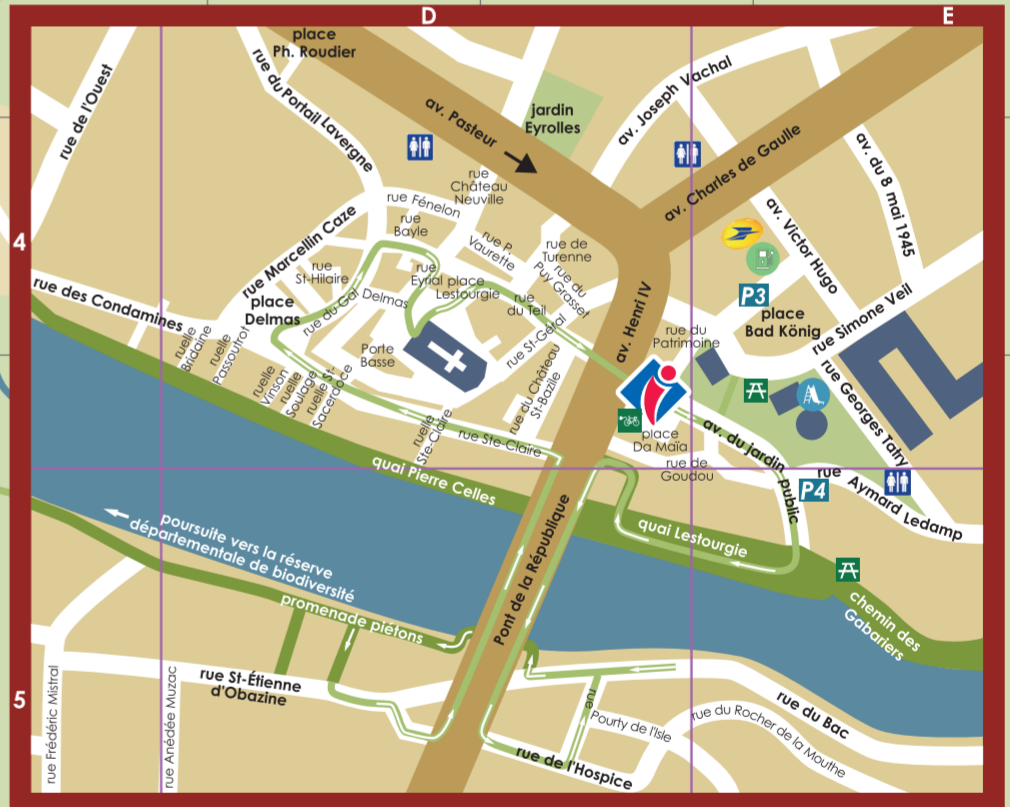 D
E
4
5
place
Ph. Roudier
rue de l'Ouest
rue du Portail Lavergne
av. Pasteur
jardin
Eyrolles
av. Joseph Vachal
av. Charles de Gaulle
av. du 8 mai 1945
rue
Château
Neuville
rue Fénelon
rue
Bayle
rue P.
Vaurette
rue de
Turenne
rue du
Puy Grasset
av. Victor Hugo
rue Marcellin Caze
rue
St-Hilaire
rue
Eyrial
place
Lestourgie
rue
du Teil
rue des Condamines
place
Delmas
rue du Gal Delmas
av. Henri IV
P3
place
Bad König
rue Simone Veil
rue du
Patrimoine
ruelle
Bridaine
ruelle
Passoutrot
ruelle
Vinson
ruelle
Soulage
ruelle St-
Sacerdoce
Porte
Basse
rue St-Géral
rue du Château
St-Bazile
rue Georges Tatry
ruelle
Ste-Claire
rue Ste-Claire
place
Da Maïa
rue de
Goudou
av. du jardin
public
P4
rue Aymard Ledamp
quai Pierre Celles
quai Lestourgie
Pont de la République
poursuite vers la réserve
départementale de biodiversité
promenade piétons
chemin des
Gabariers
rue St-Étienne
d'Obazine
rue Frédéric Mistral
rue Anédée Muzac
rue
Pourty de l'Isle
rue du Bac
rue du Rocher de la Mouthe
rue de l'Hospice